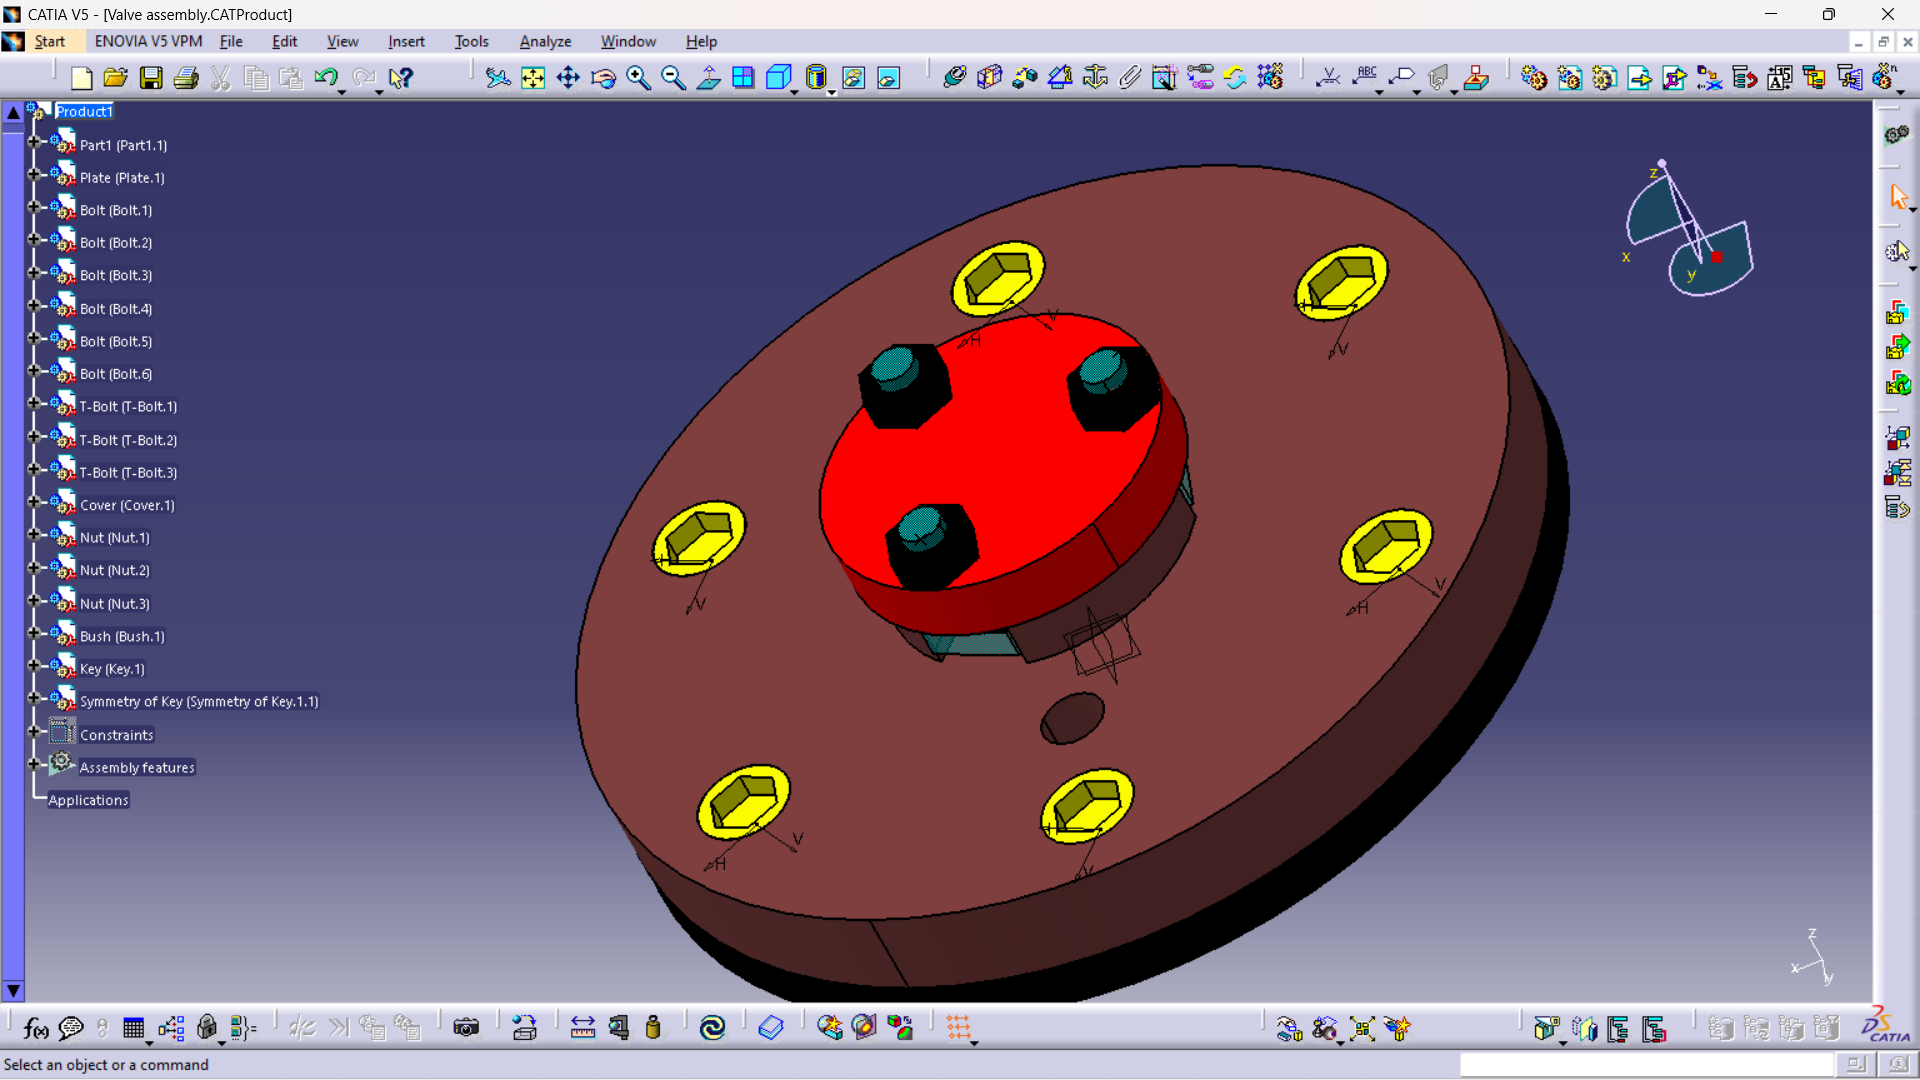 CATIA V5 - [Valve assembly.CATProduct]
Start ENOVIA V5 VPM File Edit View Insert Tools Analyze Window Help
ABC
Product1
Part1 (Part1.1)
Plate (Plate.1)
Bolt (Bolt.1)
Bolt (Bolt.2)
Bolt (Bolt.3)
Bolt (Bolt.4)
Bolt (Bolt.5)
Bolt (Bolt.6)
T-Bolt (T-Bolt.1)
T-Bolt (T-Bolt.2)
T-Bolt (T-Bolt.3)
Cover (Cover.1)
Nut (Nut.1)
Nut (Nut.2)
Nut (Nut.3)
Bush (Bush.1)
Key (Key.1)
Symmetry of Key (Symmetry of Key.1.1)
Constraints
Assembly features
Applications
z
x
y
V
H
V
V
V
H
V
H
V
z
x
y
f(x)
CATIA
Select an object or a command